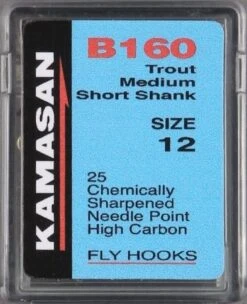 KAMASAN
B160
Trout
Medium
Short Shank
SIZE
12
25
Chemically
Sharpened
Needle Point
High Carbon
FLY HOOKS